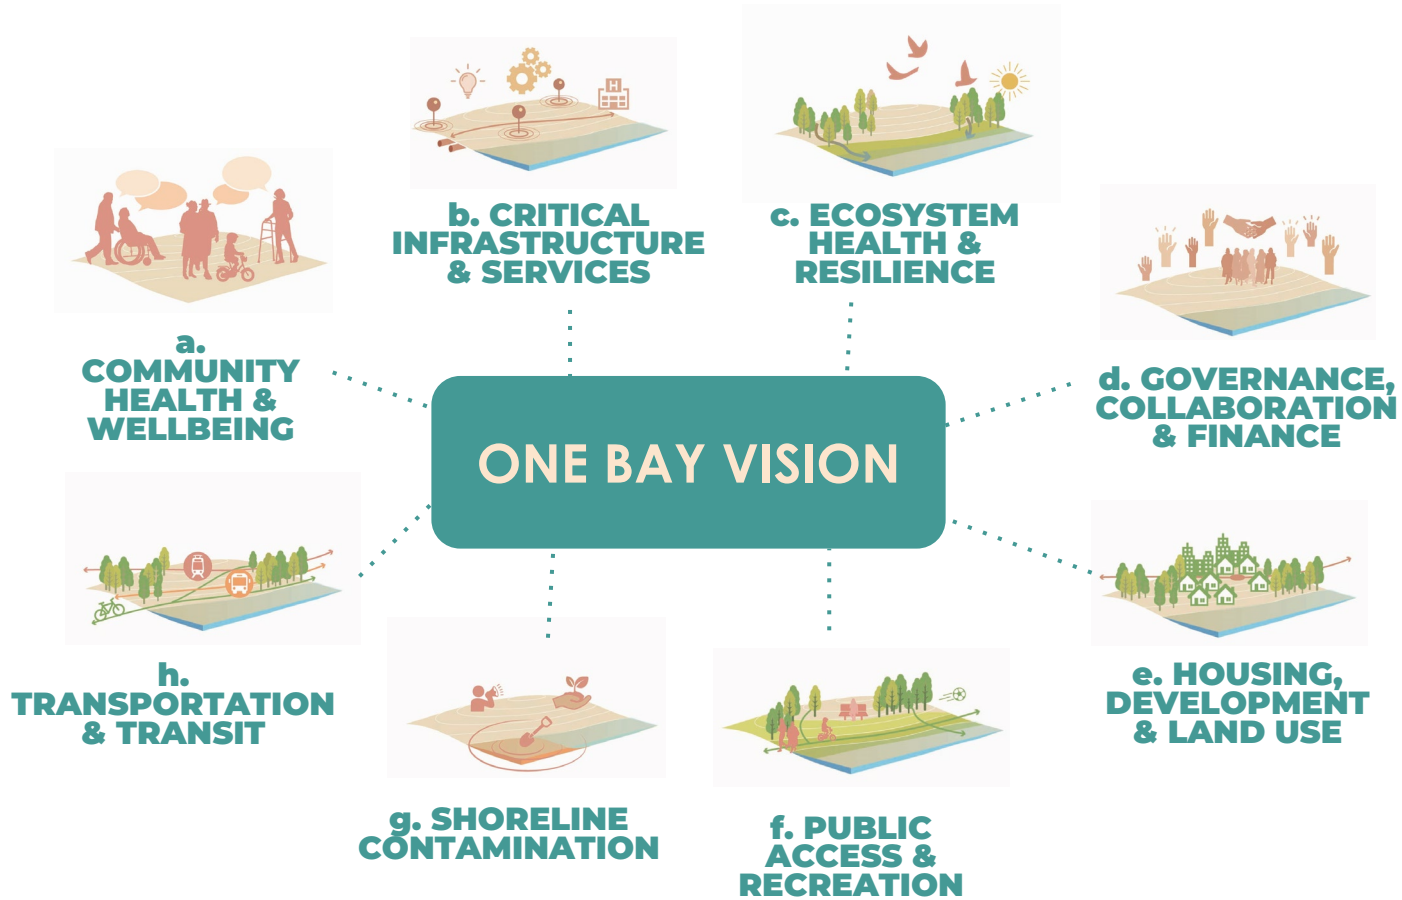 a.
COMMUNITY
HEALTH &
WELLBEING
b. CRITICAL
INFRASTRUCTURE
& SERVICES
c. ECOSYSTEM
HEALTH &
RESILIENCE
d. GOVERNANCE,
COLLABORATION
& FINANCE
ONE BAY VISION
e. HOUSING,
DEVELOPMENT
& LAND USE
f. PUBLIC
ACCESS &
RECREATION
g. SHORELINE
CONTAMINATION
h.
TRANSPORTATION
& TRANSIT
H